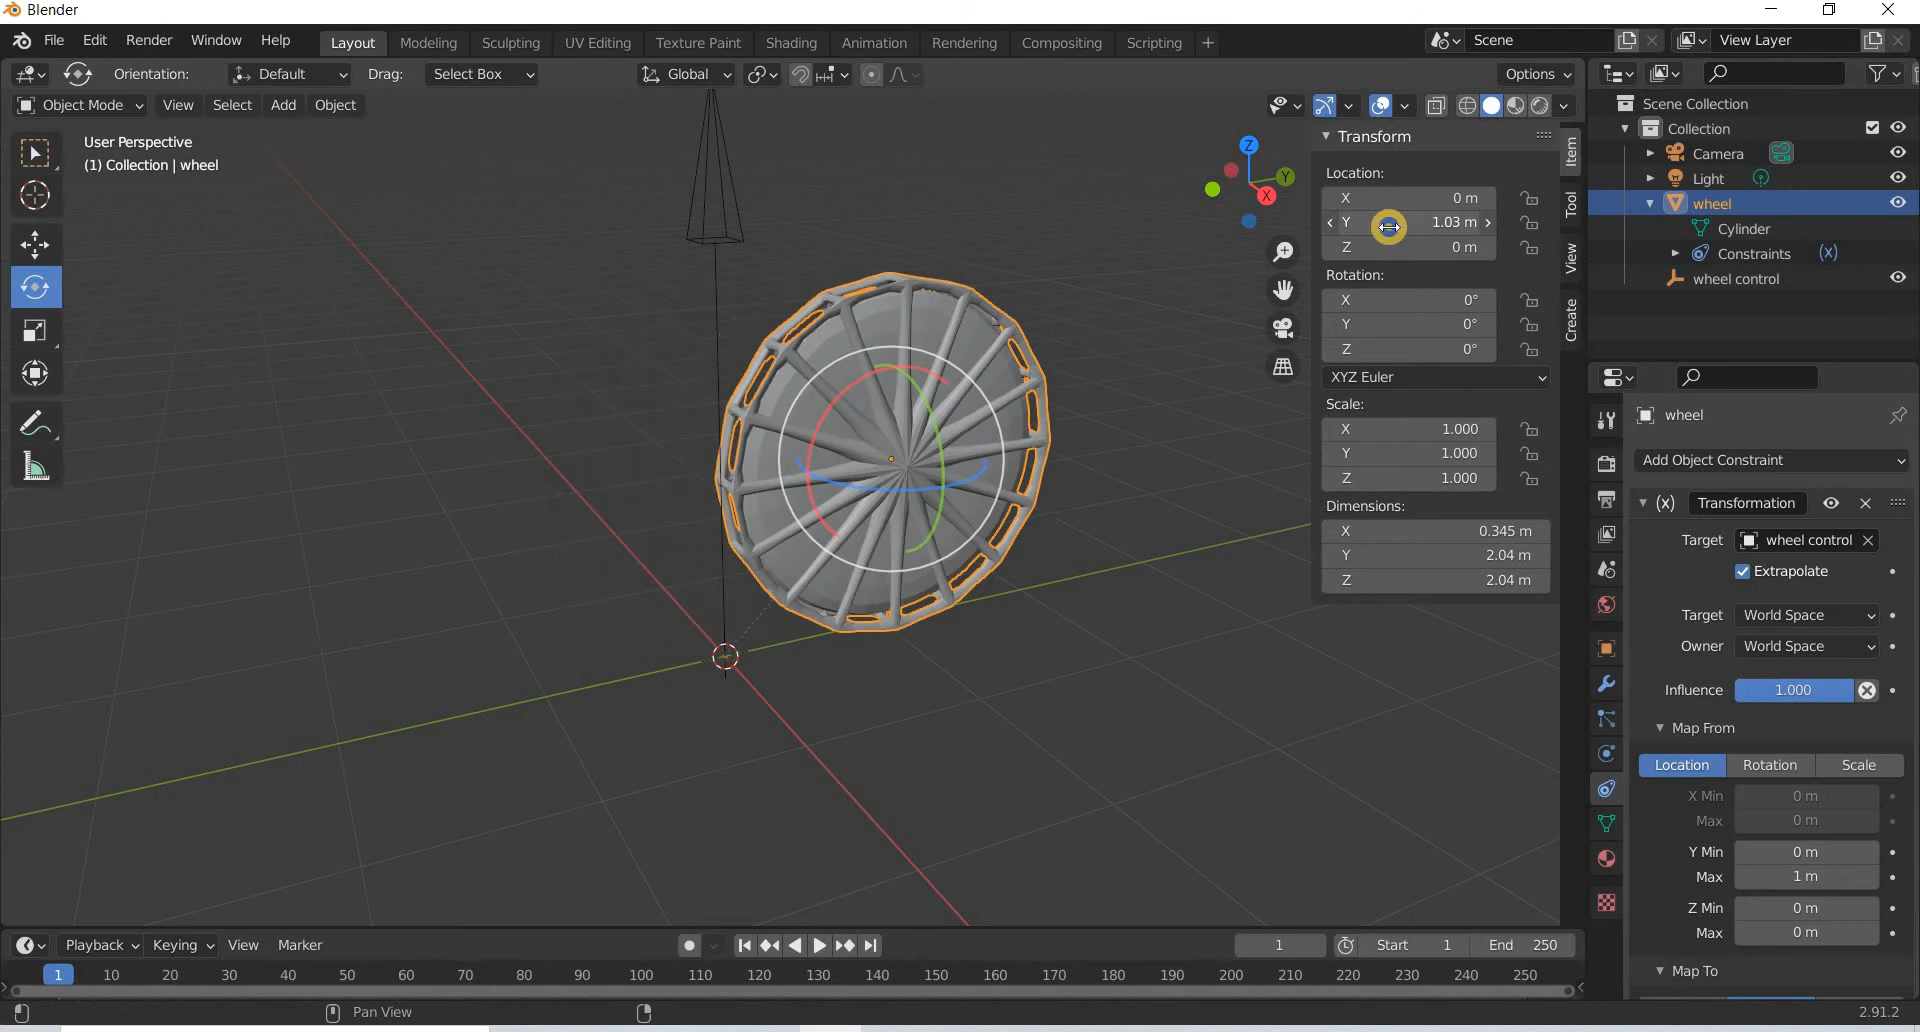 Blender
File Edit Render Window Help Layout Modeling Sculpting UV Editing Texture Paint Shading Animation Rendering Compositing Scripting + Scene View Layer
Orientation: Default Drag: Select Box Global Options
Object Mode View Select Add Object
User Perspective
(1) Collection | wheel
Z
Y
X
Transform
Location:
X 0 m
Y 1.03 m
Z 0 m
Rotation:
X 0°
Y 0°
Z 0°
XYZ Euler
Scale:
X 1.000
Y 1.000
Z 1.000
Dimensions:
X 0.345 m
Y 2.04 m
Z 2.04 m
Item
Tool
View
Create
Scene Collection
Collection
Camera
Light
wheel
Cylinder
Constraints (x)
wheel control
wheel
Add Object Constraint
(x) Transformation
Target wheel control
Extrapolate
Target World Space
Owner World Space
Influence 1.000
Map From
Location Rotation Scale
X Min 0 m
Max 0 m
Y Min 0 m
Max 1 m
Z Min 0 m
Max 0 m
Map To
Playback Keying View Marker 1 Start 1 End 250
1 10 20 30 40 50 60 70 80 90 100 110 120 130 140 150 160 170 180 190 200 210 220 230 240 250
Pan View 2.91.2